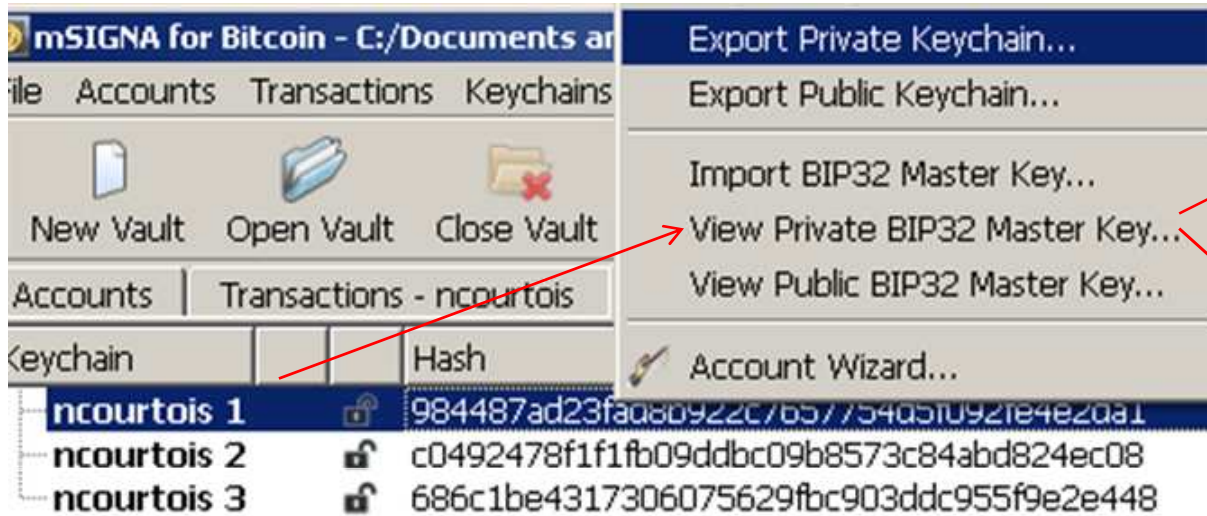 mSIGNA for Bitcoin - C:/Documents ar
ile Accounts Transactions Keychains
New Vault Open Vault Close Vault
Accounts Transactions - ncourtois
Keychain Hash
ncourtois 1
ncourtois 2 c0492478f1f1fb09ddbc09b8573c84abd824ec08
ncourtois 3 686c1be4317306075629fbc903ddc955f9e2e448
Export Private Keychain...
Export Public Keychain...
Import BIP32 Master Key...
View Private BIP32 Master Key...
View Public BIP32 Master Key...
Account Wizard...